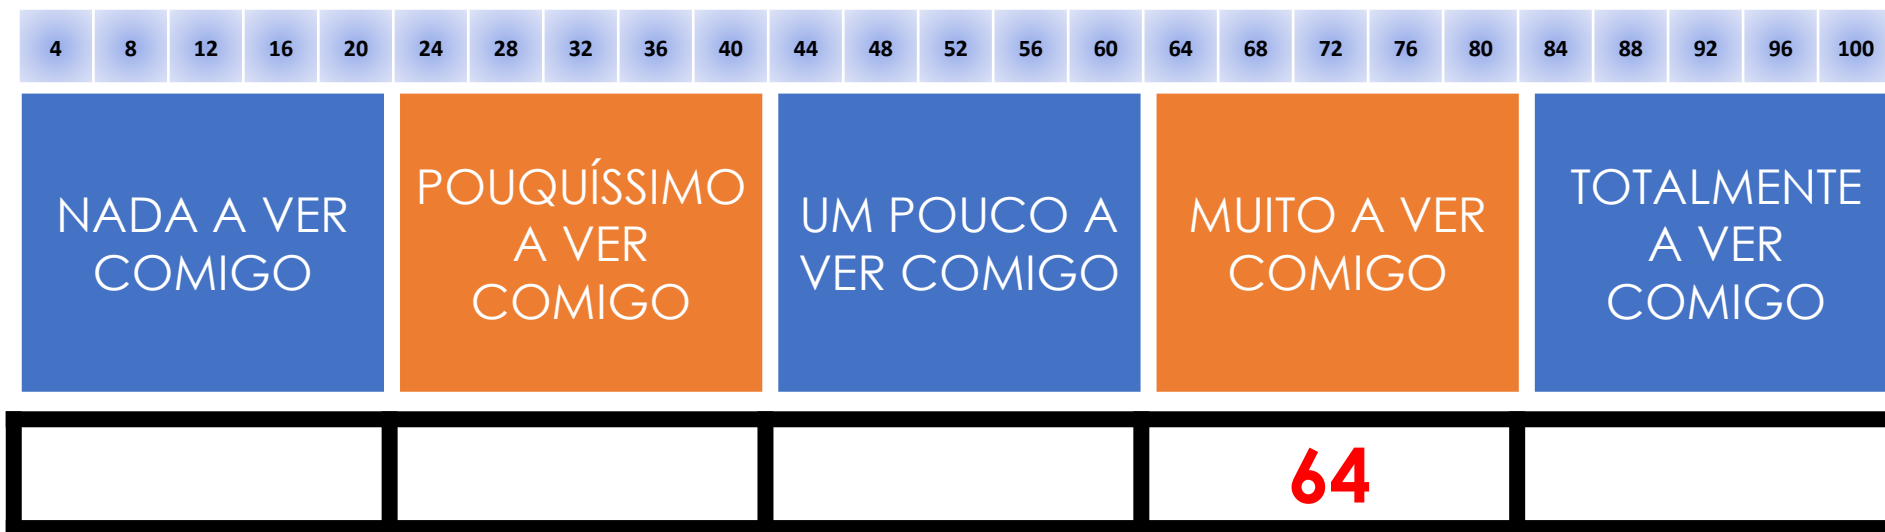 4 8 12 16 20 24 28 32 36 40 44 48 52 56 60 64 68 72 76 80 84 88 92 96 100
NADA A VER
COMIGO
POUQUÍSSIMO
A VER
COMIGO
UM POUCO A
VER COMIGO
MUITO A VER
COMIGO
TOTALMENTE
A VER
COMIGO
64